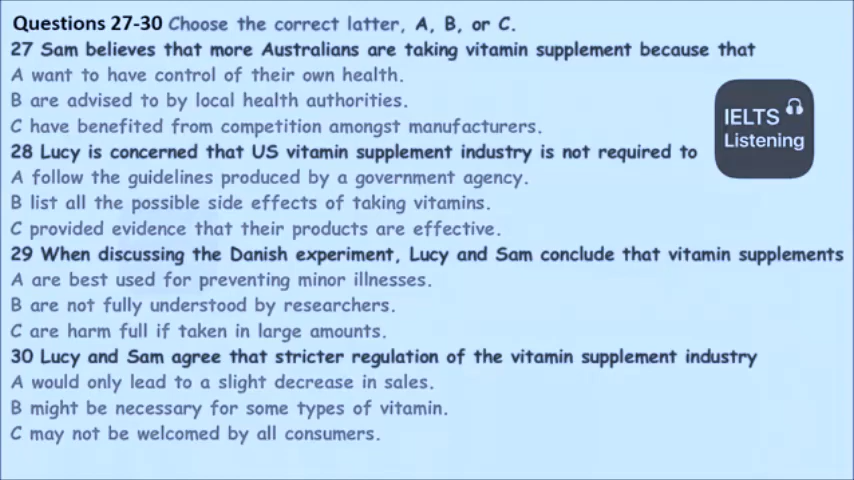 Questions 27-30 Choose the correct latter, A, B, or C.
27 Sam believes that more Australians are taking vitamin supplement because that
A want to have control of their own health.
B are advised to by local health authorities.
C have benefited from competition amongst manufacturers.
28 Lucy is concerned that US vitamin supplement industry is not required to
A follow the guidelines produced by a government agency.
B list all the possible side effects of taking vitamins.
C provided evidence that their products are effective.
29 When discussing the Danish experiment, Lucy and Sam conclude that vitamin supplements
A are best used for preventing minor illnesses.
B are not fully understood by researchers.
C are harm full if taken in large amounts.
30 Lucy and Sam agree that stricter regulation of the vitamin supplement industry
A would only lead to a slight decrease in sales.
B might be necessary for some types of vitamin.
C may not be welcomed by all consumers.
IELTS
Listening